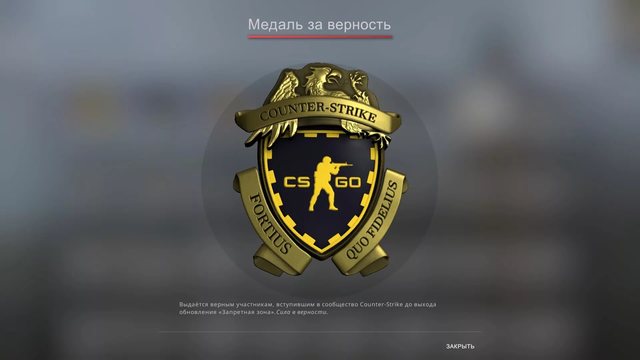 Медаль за верность
COUNTER-STRIKE
CS GO
FORTIUS
QUO FIDELIUS
Выдаётся верным участникам, вступившим в сообщество Counter-Strike до выхода
обновления «Запретная зона».Сила в верности.
ЗАКРЫТЬ